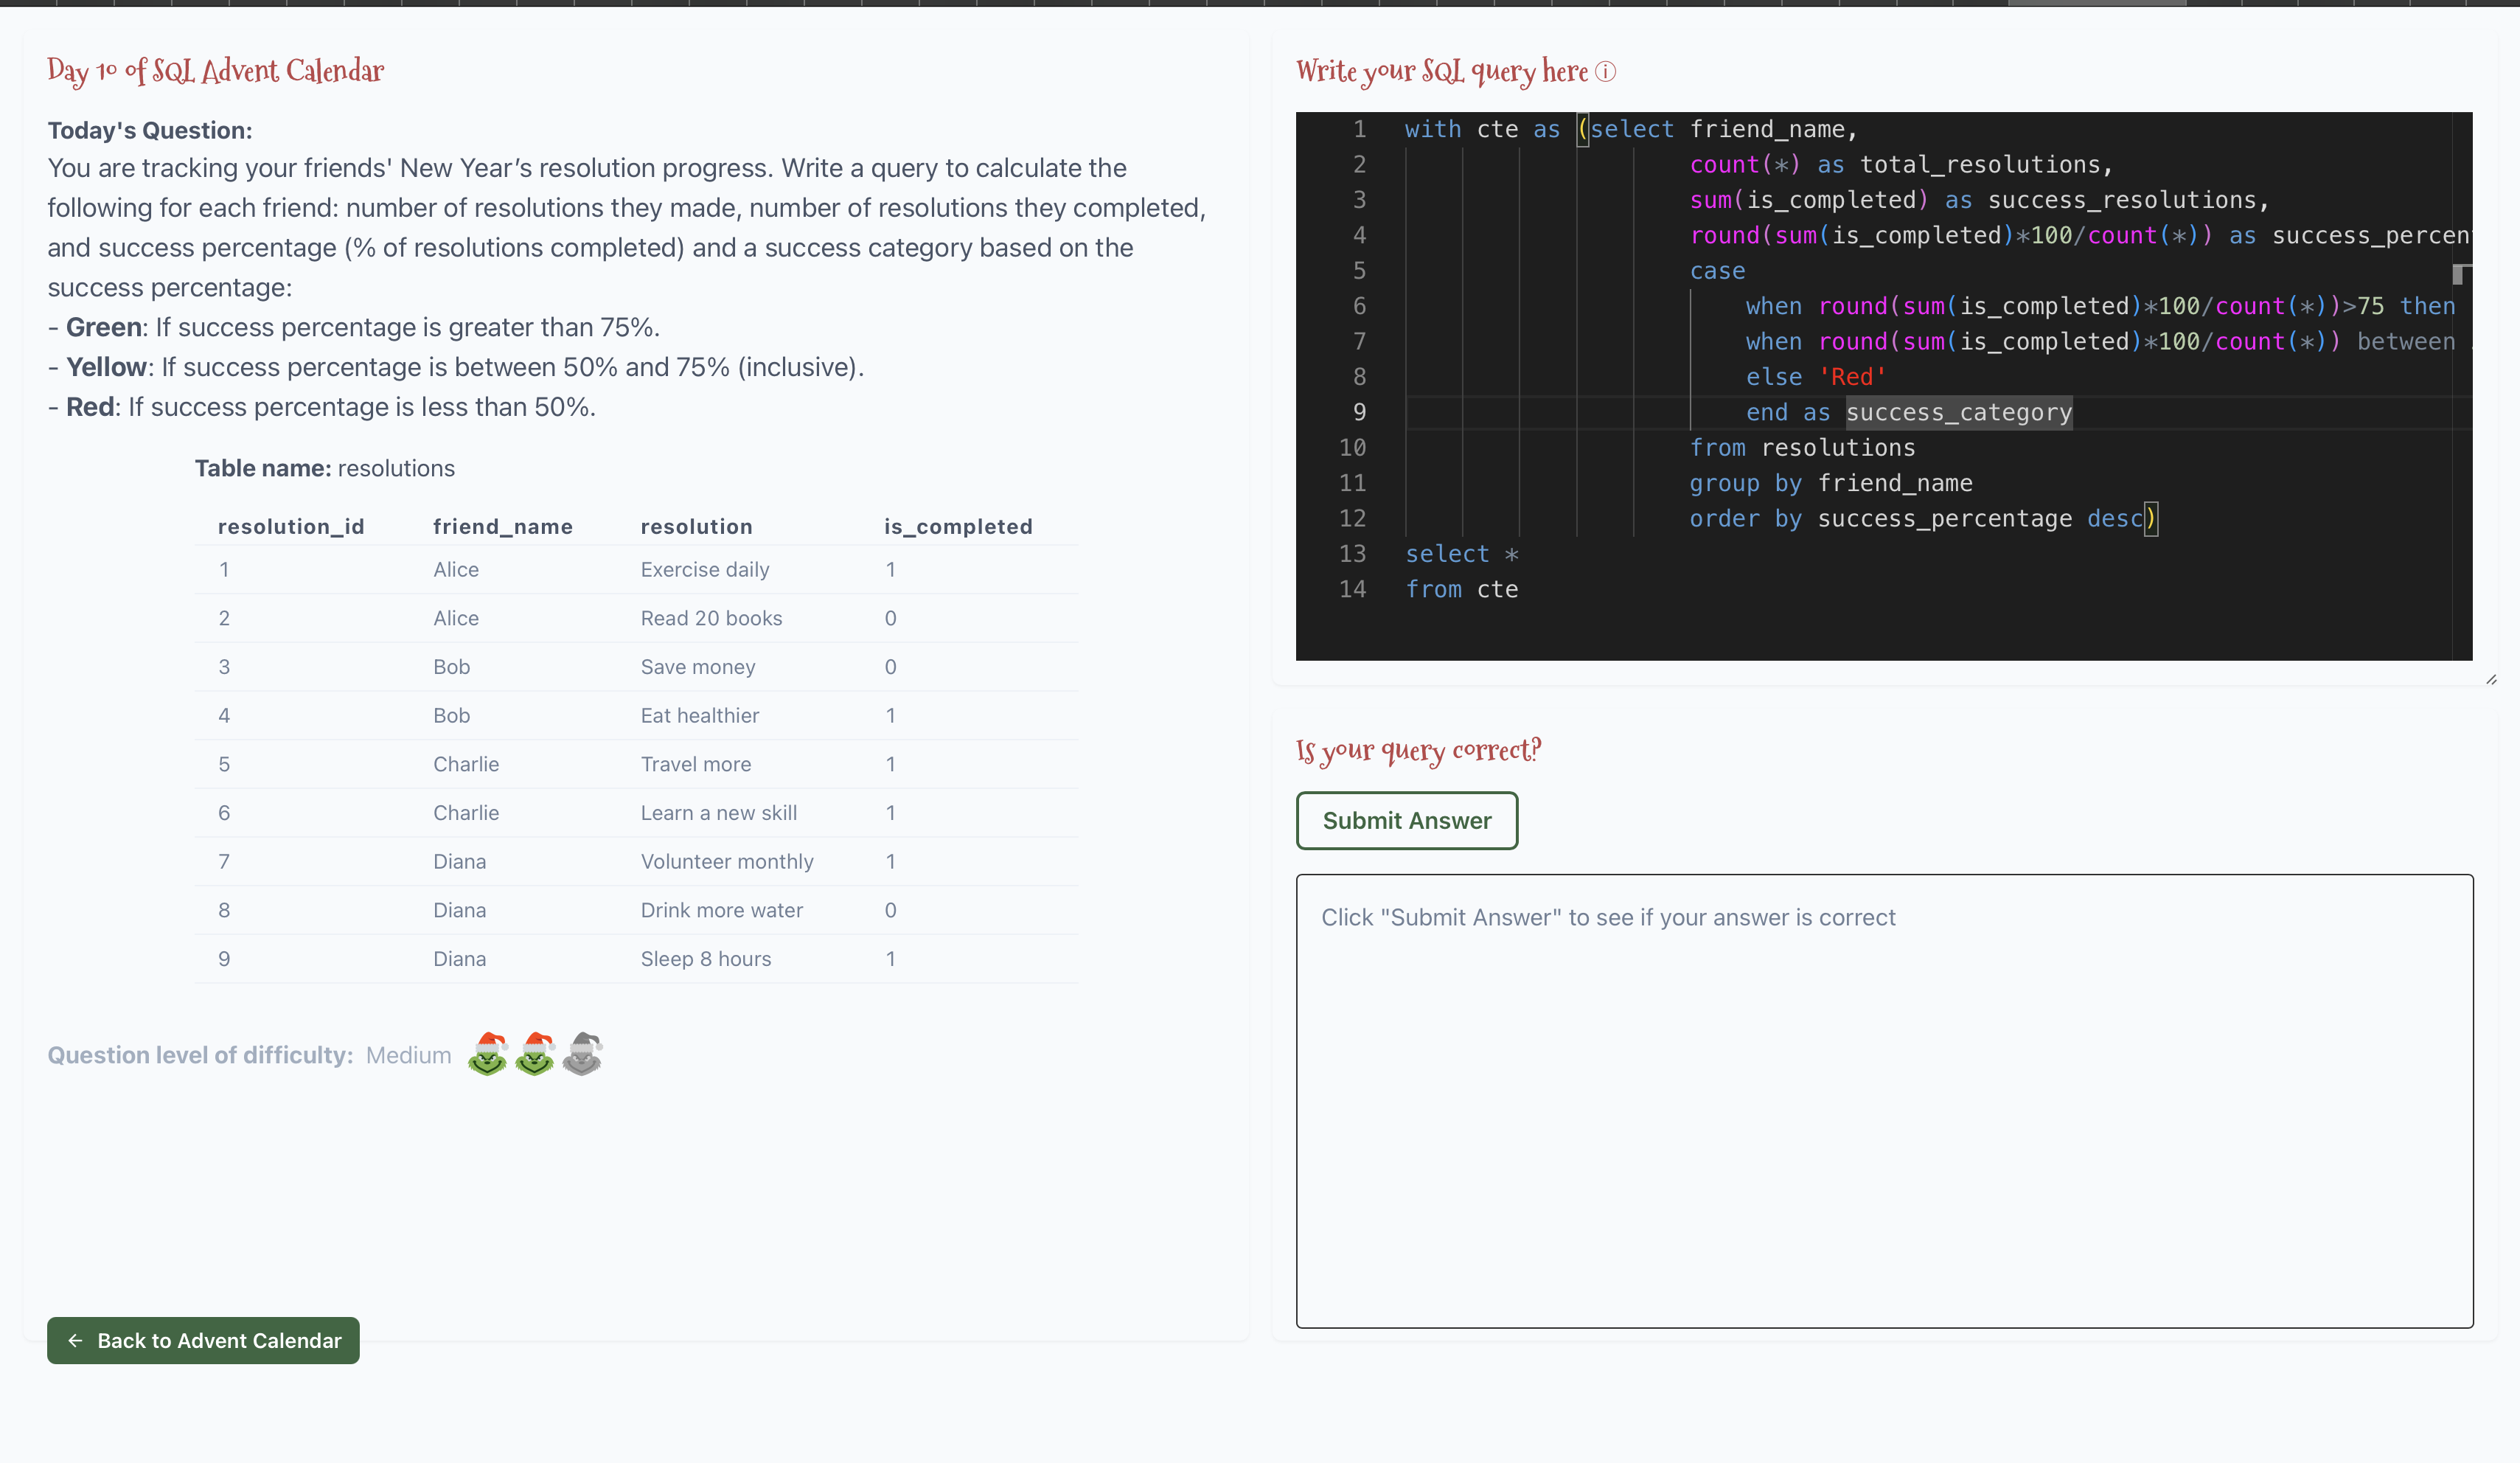 Day 10 of SQL Advent Calendar
Today's Question:
You are tracking your friends' New Year’s resolution progress. Write a query to calculate the
following for each friend: number of resolutions they made, number of resolutions they completed,
and success percentage (% of resolutions completed) and a success category based on the
success percentage:
- Green: If success percentage is greater than 75%.
- Yellow: If success percentage is between 50% and 75% (inclusive).
- Red: If success percentage is less than 50%.
Table name: resolutions
resolution_id friend_name resolution is_completed
1 Alice Exercise daily 1
2 Alice Read 20 books 0
3 Bob Save money 0
4 Bob Eat healthier 1
5 Charlie Travel more 1
6 Charlie Learn a new skill 1
7 Diana Volunteer monthly 1
8 Diana Drink more water 0
9 Diana Sleep 8 hours 1
Question level of difficulty: Medium
← Back to Advent Calendar
Write your SQL query here ⓘ
1 with cte as (select friend_name,
2 count(*) as total_resolutions,
3 sum(is_completed) as success_resolutions,
4 round(sum(is_completed)*100/count(*)) as success_percen
5 case
6 when round(sum(is_completed)*100/count(*))>75 then
7 when round(sum(is_completed)*100/count(*)) between
8 else 'Red'
9 end as success_category
10 from resolutions
11 group by friend_name
12 order by success_percentage desc)
13 select *
14 from cte
Is your query correct?
Submit Answer
Click "Submit Answer" to see if your answer is correct